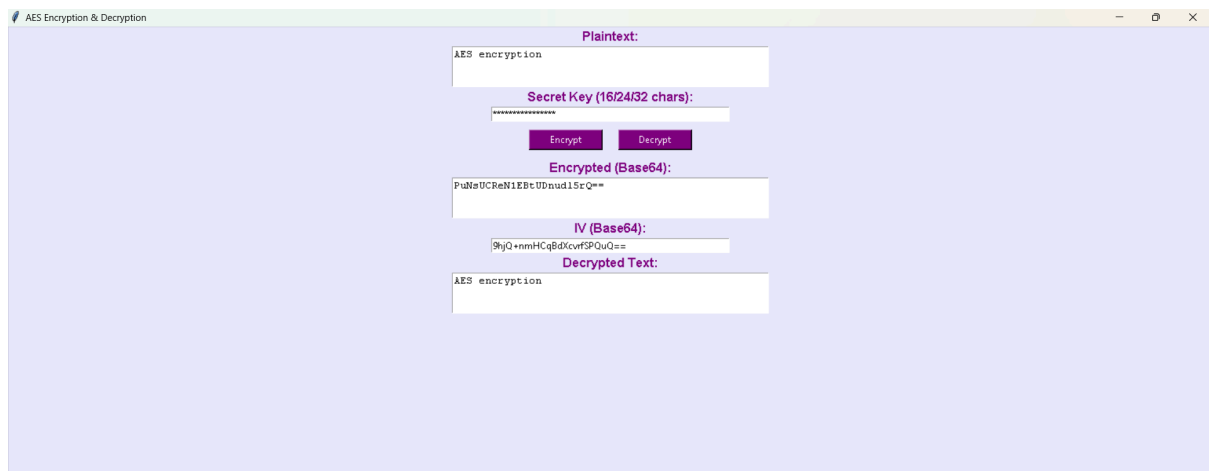 AES Encryption & Decryption
Plaintext:
AES encryption
Secret Key (16/24/32 chars):
****************
Encrypt Decrypt
Encrypted (Base64):
PuNsUCReN1EBtUDnudl5rQ==
IV (Base64):
9hjQ+nmHCqBdXcvrfSPQuQ==
Decrypted Text:
AES encryption